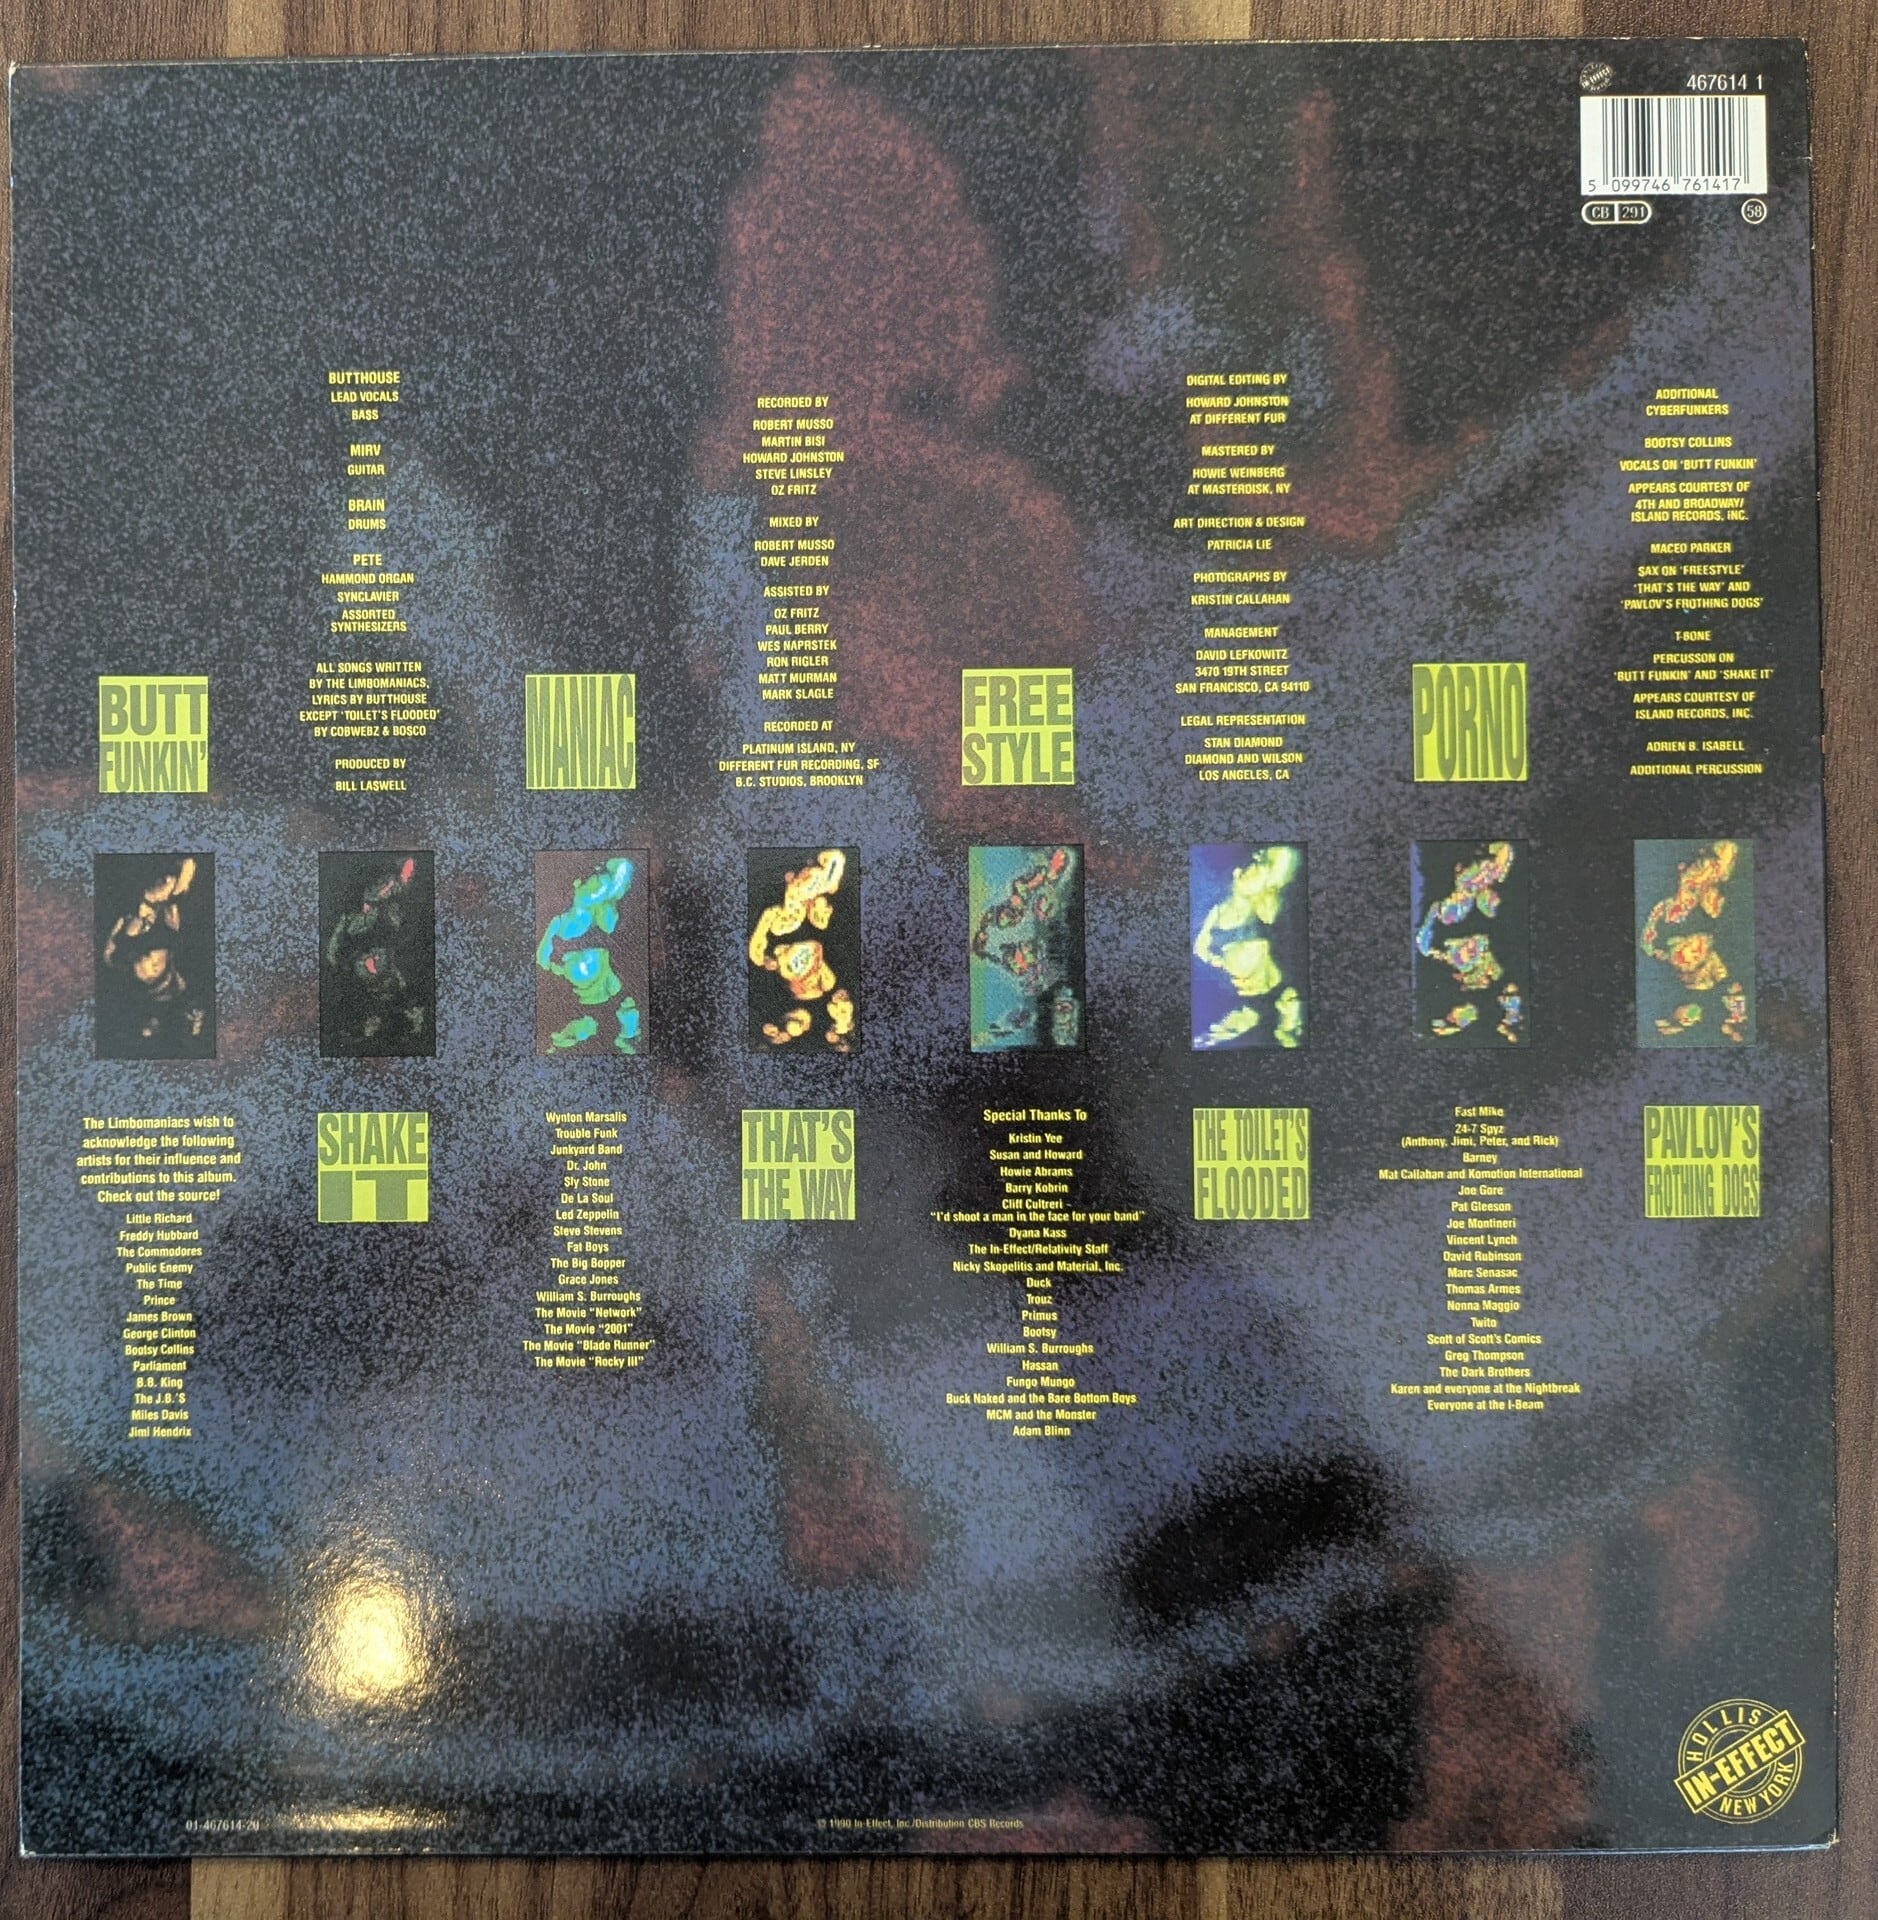 IN-EFFECT
467614 1
5 099746 761417
CB 291
58
BUTTHOUSE
LEAD VOCALS
BASS
MIRV
GUITAR
BRAIN
DRUMS
PETE
HAMMOND ORGAN
SYNCLAVIER
ASSORTED
SYNTHESIZERS
ALL SONGS WRITTEN
BY THE LIMBOMANIACS,
LYRICS BY BUTTHOUSE
EXCEPT 'TOILET'S FLOODED'
BY COBWEBZ & BOSCO
PRODUCED BY
BILL LASWELL
RECORDED BY
ROBERT MUSSO
MARTIN BISI
HOWARD JOHNSTON
STEVE LINSLEY
OZ FRITZ
MIXED BY
ROBERT MUSSO
DAVE JERDEN
ASSISTED BY
OZ FRITZ
PAUL BERRY
WES NAPRSTEK
RON RIGLER
MATT MURMAN
MARK SLAGLE
RECORDED AT
PLATINUM ISLAND, NY
DIFFERENT FUR RECORDING, SF
B.C. STUDIOS, BROOKLYN
DIGITAL EDITING BY
HOWARD JOHNSTON
AT DIFFERENT FUR
MASTERED BY
HOWIE WEINBERG
AT MASTERDISK, NY
ART DIRECTION & DESIGN
PATRICIA LIE
PHOTOGRAPHS BY
KRISTIN CALLAHAN
MANAGEMENT
DAVID LEFKOWITZ
3470 19TH STREET
SAN FRANCISCO, CA 94110
LEGAL REPRESENTATION
STAN DIAMOND
DIAMOND AND WILSON
LOS ANGELES, CA
ADDITIONAL
CYBERFUNKERS
BOOTSY COLLINS
VOCALS ON 'BUTT FUNKIN'
APPEARS COURTESY OF
4TH AND BROADWAY/
ISLAND RECORDS, INC.
MACEO PARKER
SAX ON 'FREESTYLE'
'THAT'S THE WAY' AND
'PAVLOV'S FROTHING DOGS'
T-BONE
PERCUSSON ON
'BUTT FUNKIN' AND 'SHAKE IT'
APPEARS COURTESY OF
ISLAND RECORDS, INC.
ADRIEN B. ISABELL
ADDITIONAL PERCUSSION
BUTT
FUNKIN'
MANIAC
FREE
STYLE
PORNO
The Limbomaniacs wish to
acknowledge the following
artists for their influence and
contributions to this album.
Check out the source!
Little Richard
Freddy Hubbard
The Commodores
Public Enemy
The Time
Prince
James Brown
George Clinton
Bootsy Collins
Parliament
B.B. King
The J.B.'S
Miles Davis
Jimi Hendrix
SHAKE
IT
Wynton Marsalis
Trouble Funk
Junkyard Band
Dr. John
Sly Stone
De La Soul
Led Zeppelin
Steve Stevens
Fat Boys
The Big Bopper
Grace Jones
William S. Burroughs
The Movie "Network"
The Movie "2001"
The Movie "Blade Runner"
The Movie "Rocky III"
THAT'S
THE WAY
Special Thanks To
Kristin Yee
Susan and Howard
Howie Abrams
Barry Kobrin
Cliff Cultreri -
"I'd shoot a man in the face for your band"
Dyana Kass
The In-Effect/Relativity Staff
Nicky Skopelitis and Material, Inc.
Duck
Trouz
Primus
Bootsy
William S. Burroughs
Hassan
Fungo Mungo
Buck Naked and the Bare Bottom Boys
MCM and the Monster
Adam Blinn
THE TOILET'S
FLOODED
Fast Mike
24-7 Spyz
(Anthony, Jimi, Peter, and Rick)
Barney
Mat Callahan and Komotion International
Joe Gore
Pat Gleeson
Joe Montineri
Vincent Lynch
David Rubinson
Marc Senasac
Thomas Armes
Nonna Maggio
Twito
Scott of Scott's Comics
Greg Thompson
The Dark Brothers
Karen and everyone at the Nightbreak
Everyone at the I-Beam
PAVLOV'S
FROTHING DOGS
HOLLIS
IN-EFFECT
NEW YORK
01-467614-20
© 1990 In-Effect, Inc./Distribution CBS Records